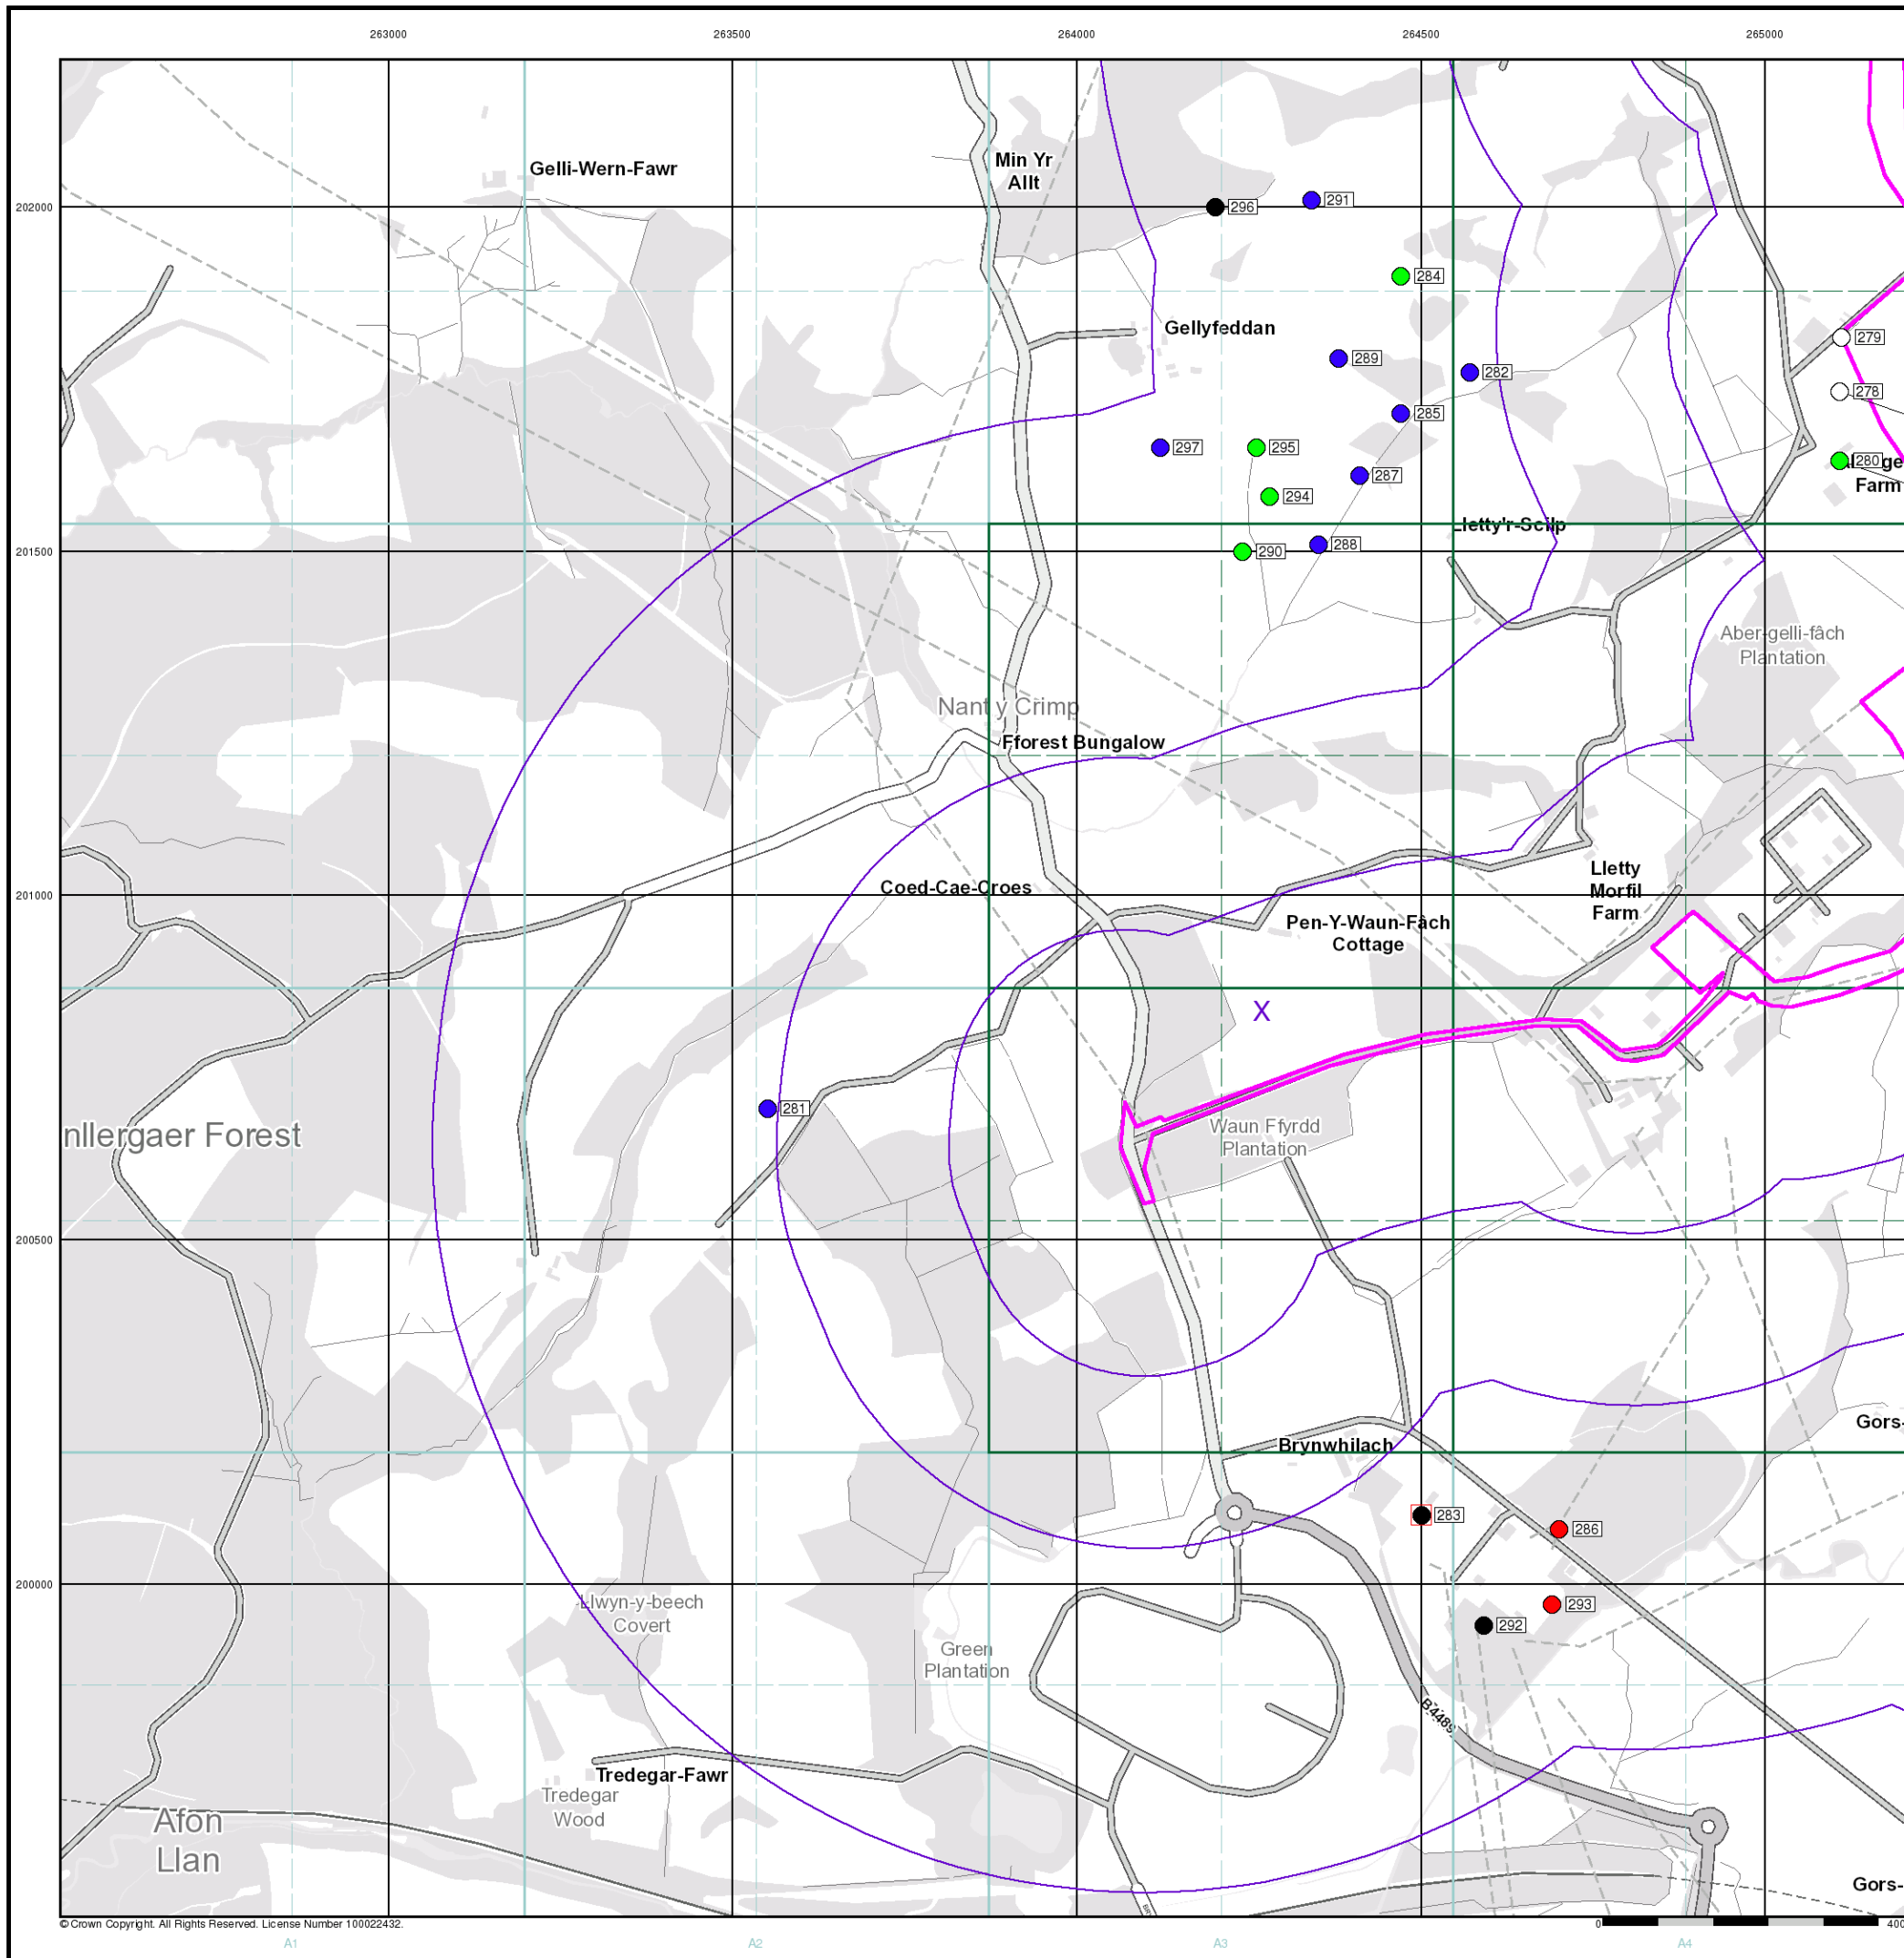 263000
263500
264000
264500
265000
Min Yr
Allt
Gelli-Wern-Fawr
291
202000
296
284
Gellyfeddan
279
289
282
278
285
297
295
280
287
Farm
294
Lletty'r-Scilp
288
201500
290
Aber-gelli-fâch
Plantation
Nant y Crimp
Fforest Bungalow
Lletty
Morfil
Farm
Coed-Cae-Croes
201000
Pen-Y-Waun-Fâch
Cottage
X
281
Waun Ffyrdd
Plantation
nllergaer Forest
200500
Gors-
Brynwhilach
283
286
200000
Llwyn-y-beech
Covert
293
292
Green
Plantation
B4489
Tredegar-Fawr
Tredegar
Wood
Afon
Llan
Gors-
© Crown Copyright. All Rights Reserved. License Number 100022432.
0
400
A1
A2
A3
A4